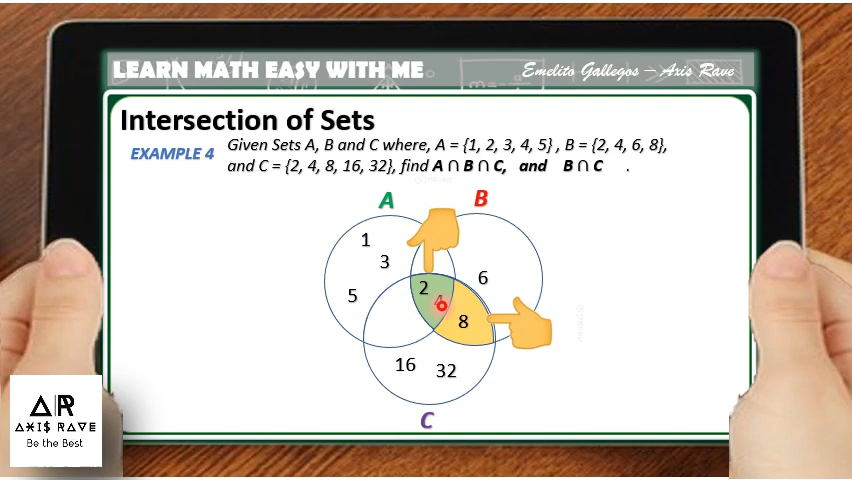 LEARN MATH EASY WITH ME
Emelito Gallegos – Axis Rave
Intersection of Sets
EXAMPLE 4
Given Sets A, B and C where, A = {1, 2, 3, 4, 5} , B = {2, 4, 6, 8},
and C = {2, 4, 8, 16, 32}, find A ∩ B ∩ C, and B ∩ C .
A
B
1
3
5
2
4
6
8
16
32
C
AR
AXI$ RAVE
Be the Best